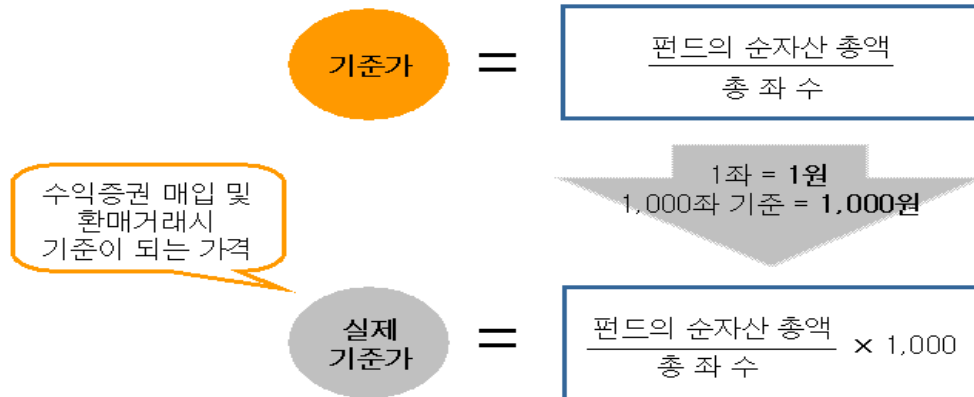 기준가
=
펀드의 순자산 총액
총 좌 수
1좌 = 1원
1,000좌 기준 = 1,000원
수익증권 매입 및
환매거래시
기준이 되는 가격
실제
기준가
=
펀드의 순자산 총액
총 좌 수
× 1,000